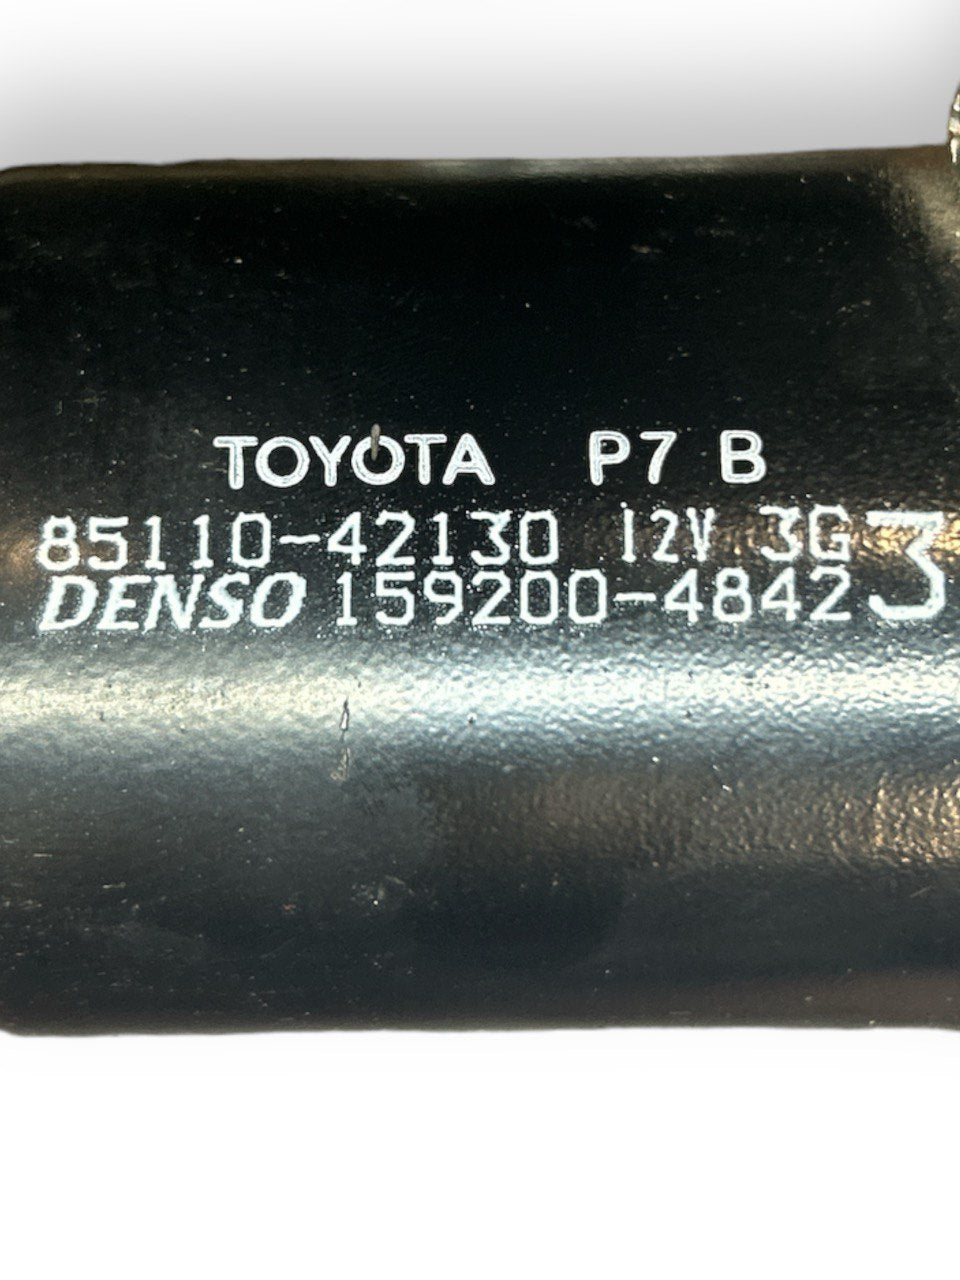 TOYOTA P7 B
85110-42130 12V 3G 3
DENSO 159200-4842